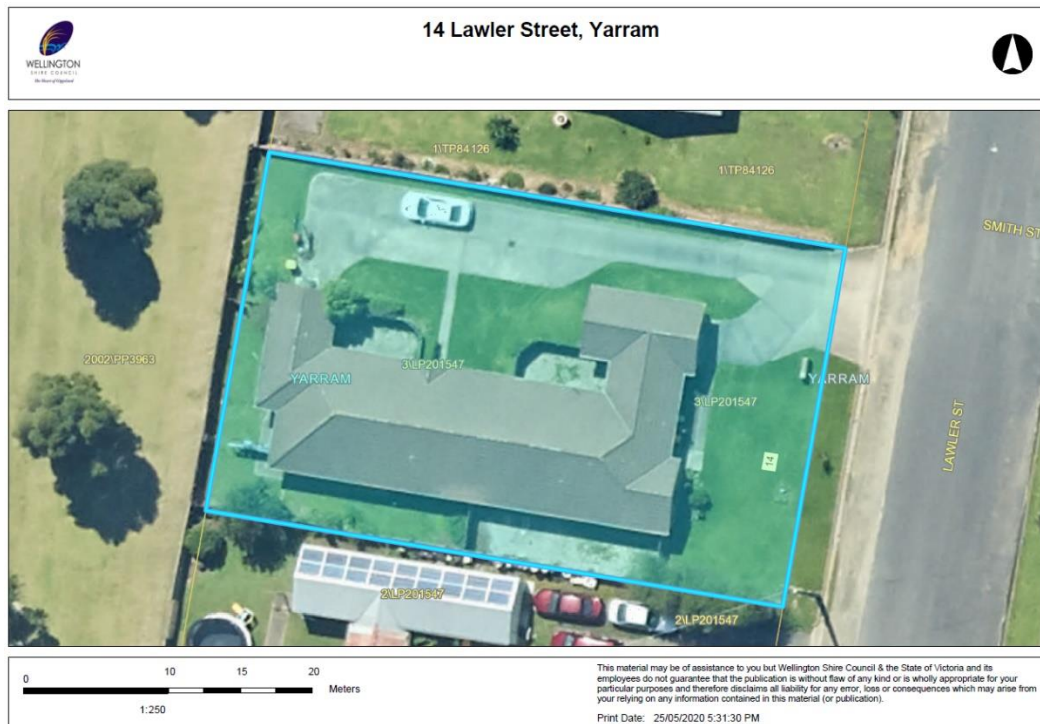 14 Lawler Street, Yarram
WELLINGTON
SHIRE COUNCIL
The Heart of Gippsland
1\TP84126
1\TP84126
SMITH ST
2002\PP3963
3\LP201547
YARRAM
YARRAM
3\LP201547
LAWLER ST
14
2\LP201547
2\LP201547
0 10 15 20
Meters
1:250
This material may be of assistance to you but Wellington Shire Council & the State of Victoria and its
employees do not guarantee that the publication is without flaw of any kind or is wholly appropriate for your
particular purposes and therefore disclaims all liability for any error, loss or consequences which may arise from
your relying on any information contained in this material (or publication).
Print Date: 25/05/2020 5:31:30 PM